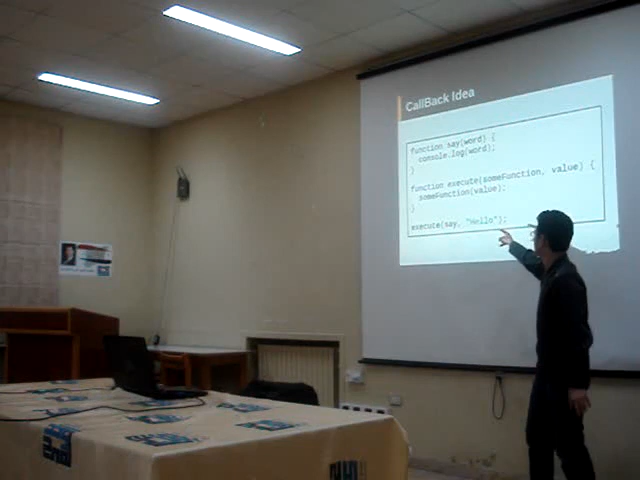 CallBack Idea
function say(word) {
console.log(word);
}
function execute(someFunction, value) {
someFunction(value);
}
execute(say, "Hello");